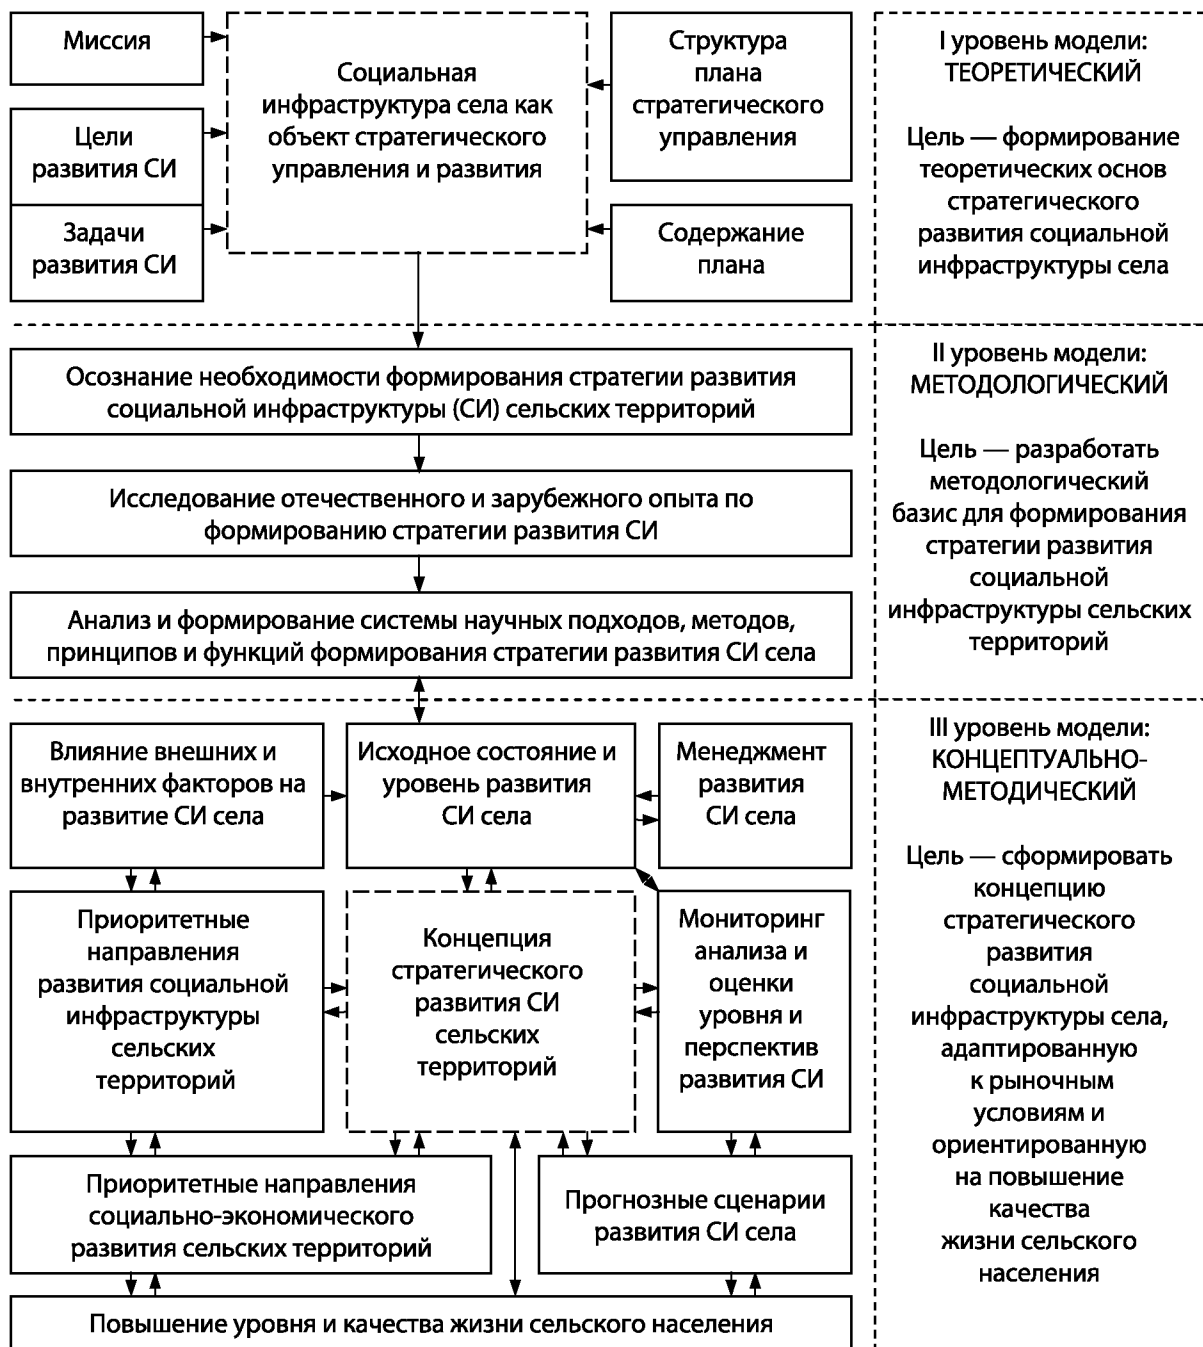 Миссия
Цели
развития СИ
Задачи
развития СИ
Социальная
инфраструктура села как
объект стратегического
управления и развития
Структура
плана
стратегического
управления
Содержание
плана
I уровень модели:
ТЕОРЕТИЧЕСКИЙ
Цель — формирование
теоретических основ
стратегического
развития социальной
инфраструктуры села
Осознание необходимости формирования стратегии развития
социальной инфраструктуры (СИ) сельских территорий
Исследование отечественного и зарубежного опыта по
формированию стратегии развития СИ
Анализ и формирование системы научных подходов, методов,
принципов и функций формирования стратегии развития СИ села
II уровень модели:
МЕТОДОЛОГИЧЕСКИЙ
Цель — разработать
методологический
базис для формирования
стратегии развития
социальной
инфраструктуры сельских
территорий
Влияние внешних и
внутренних факторов на
развитие СИ села
Исходное состояние и
уровень развития
СИ села
Менеджмент
развития
СИ села
Приоритетные
направления
развития социальной
инфраструктуры
сельских
территорий
Концепция
стратегического
развития СИ
сельских
территорий
Мониторинг
анализа и
оценки
уровня и
перспектив
развития СИ
Приоритетные направления
социально-экономического
развития сельских территорий
Прогнозные сценарии
развития СИ села
Повышение уровня и качества жизни сельского населения
III уровень модели:
КОНЦЕПТУАЛЬНО-
МЕТОДИЧЕСКИЙ
Цель — сформировать
концепцию
стратегического
развития
социальной
инфраструктуры села,
адаптированную
к рыночным
условиям и
ориентированную
на повышение
качества
жизни сельского
населения